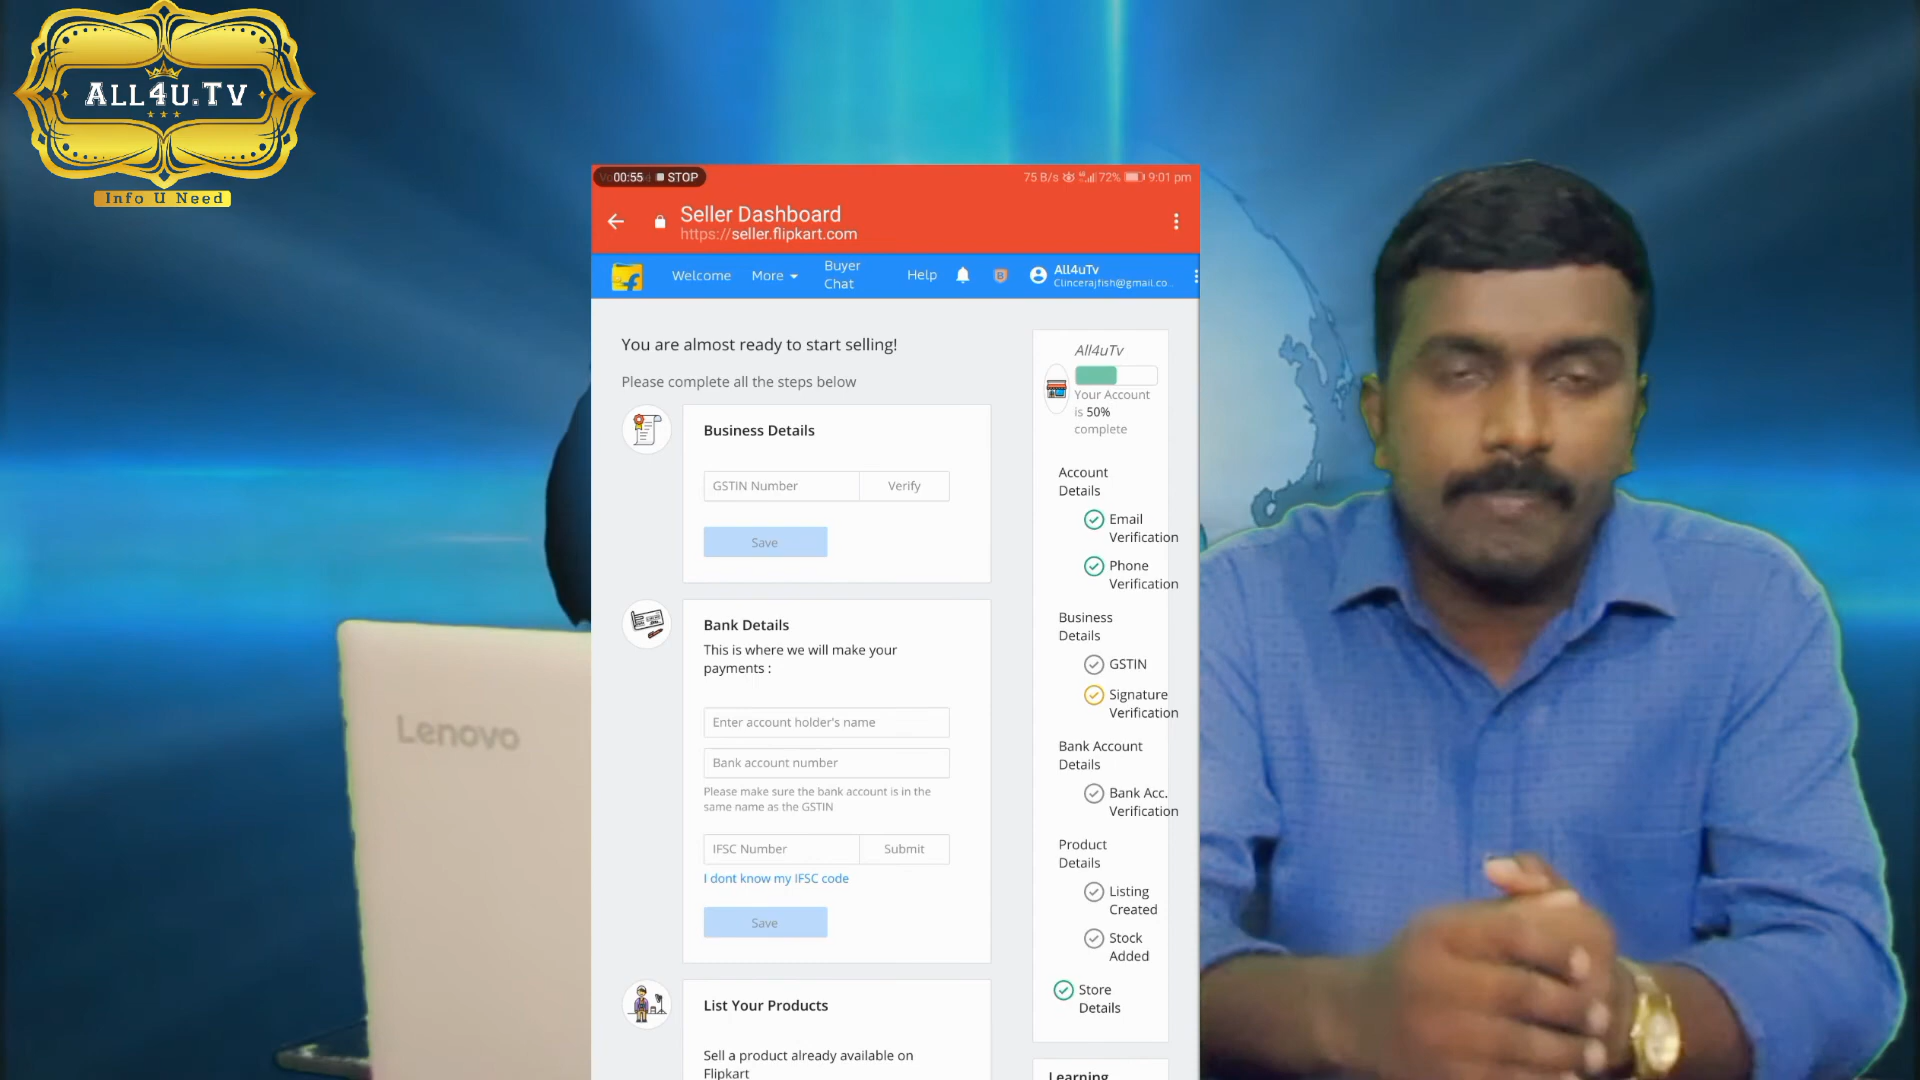 ALL4U.TV
Info U Need
00:55 STOP
75 B/s 72% 9:01 pm
Seller Dashboard
https://seller.flipkart.com
Welcome More Buyer Chat Help
All4uTv
Clincerajfish@gmail.co...
You are almost ready to start selling!
Please complete all the steps below
Business Details
GSTIN Number Verify
Save
Bank Details
This is where we will make your
payments :
Enter account holder's name
Bank account number
Please make sure the bank account is in the
same name as the GSTIN
IFSC Number Submit
I dont know my IFSC code
Save
List Your Products
Sell a product already available on
Flipkart
All4uTv
Your Account
is 50%
complete
Account
Details
Email
Verification
Phone
Verification
Business
Details
GSTIN
Signature
Verification
Bank Account
Details
Bank Acc.
Verification
Product
Details
Listing
Created
Stock
Added
Store
Details
Learning
Lenovo